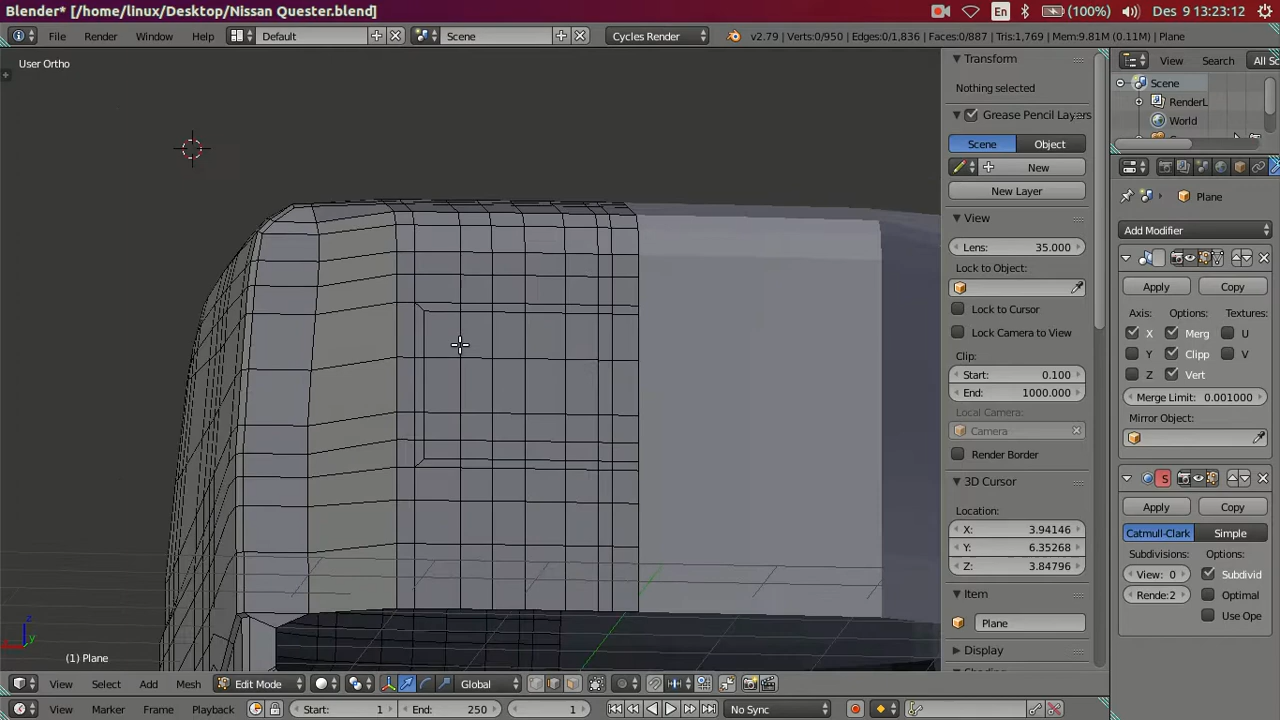 Blender* [/home/linux/Desktop/Nissan Quester.blend]
En
(100%)
Des 9 13:23:12
File
Render
Window
Help
Default
Scene
Cycles Render
v2.79 | Verts:0/950 | Edges:0/1,836 | Faces:0/887 | Tris:1,769 | Mem:9.81M (0.11M) | Plane
User Ortho
Transform
Nothing selected
Grease Pencil Layers
Scene
Object
New
New Layer
View
Lens: 35.000
Lock to Object:
Lock to Cursor
Lock Camera to View
Clip:
Start: 0.100
End: 1000.000
Local Camera:
Camera
Render Border
3D Cursor
Location:
X: 3.94146
Y: 6.35268
Z: 3.84796
Item
Plane
Display
View
Search
All Sc
Scene
RenderL
World
Plane
Add Modifier
Apply
Copy
Axis:
Options:
Textures:
X
Merg
U
Y
Clipp
V
Z
Vert
Merge Limit: 0.001000
Mirror Object:
S
Apply
Copy
Catmull-Clark
Simple
Subdivisions:
Options:
View: 0
Subdivid
Rende:2
Optimal
Use Ope
z
y
(1) Plane
View
Select
Add
Mesh
Edit Mode
Global
View
Marker
Frame
Playback
Start: 1
End: 250
1
No Sync